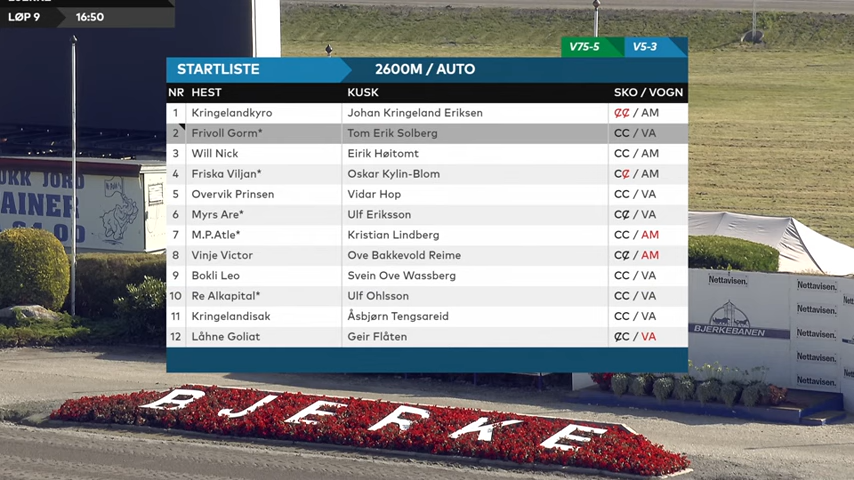 LØP 9 16:50
V75-5 V5-3
STARTLISTE 2600M / AUTO
NR HEST KUSK SKO / VOGN
1 Kringelandkyro Johan Kringeland Eriksen ȻȻ / AM
2 Frivoll Gorm* Tom Erik Solberg CC / VA
3 Will Nick Eirik Høitomt CC / AM
4 Friska Viljan* Oskar Kylin-Blom CȻ / AM
5 Overvik Prinsen Vidar Hop CC / VA
6 Myrs Are* Ulf Eriksson CȻ / VA
7 M.P.Atle* Kristian Lindberg CC / AM
8 Vinje Victor Ove Bakkevold Reime CȻ / AM
9 Bokli Leo Svein Ove Wassberg CC / VA
10 Re Alkapital* Ulf Ohlsson CC / VA
11 Kringelandisak Åsbjørn Tengsareid CC / VA
12 Låhne Goliat Geir Flåten ȻC / VA
OKK JORD
AINER
Nettavisen.
Nettavisen.
Nettavisen.
Nettavisen.
BJERKEBANEN
Nettavisen.
Nettavisen.
BJERKE